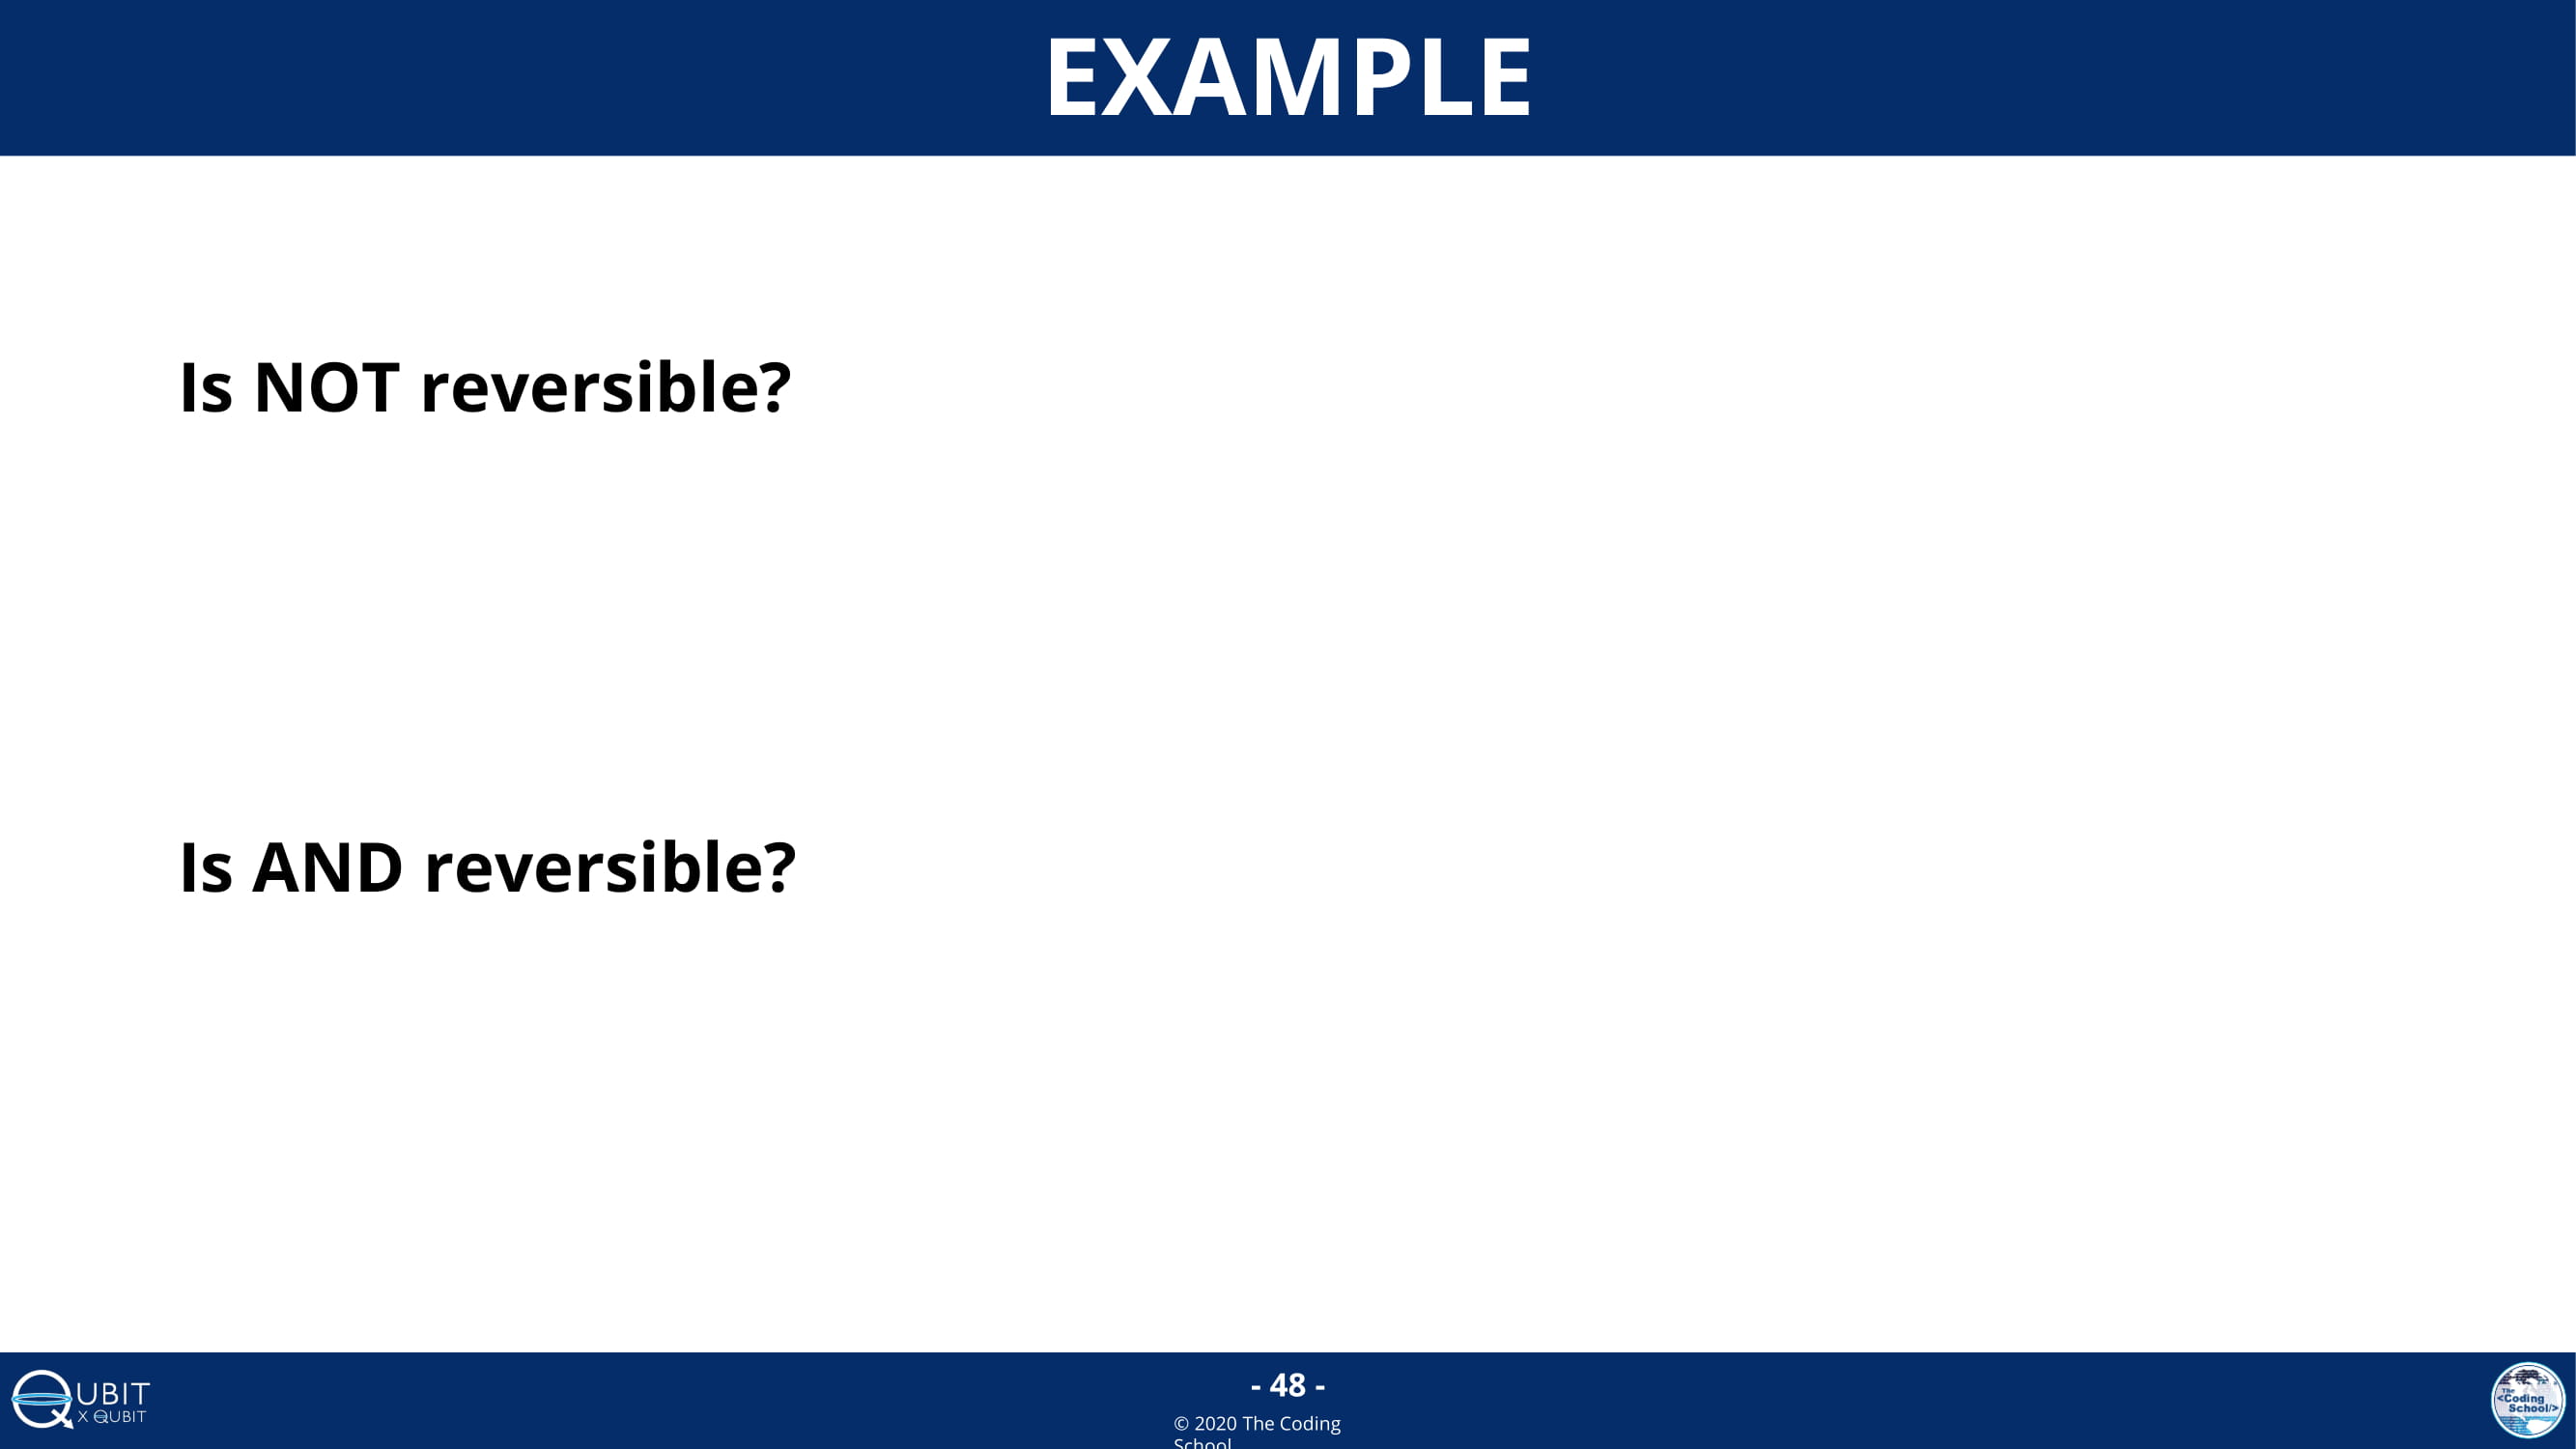 EXAMPLE
Is NOT reversible?
Is AND reversible?
- 48 -
© 2020 The Coding
School
QUBIT
X QUBIT
The
<Coding
School/>